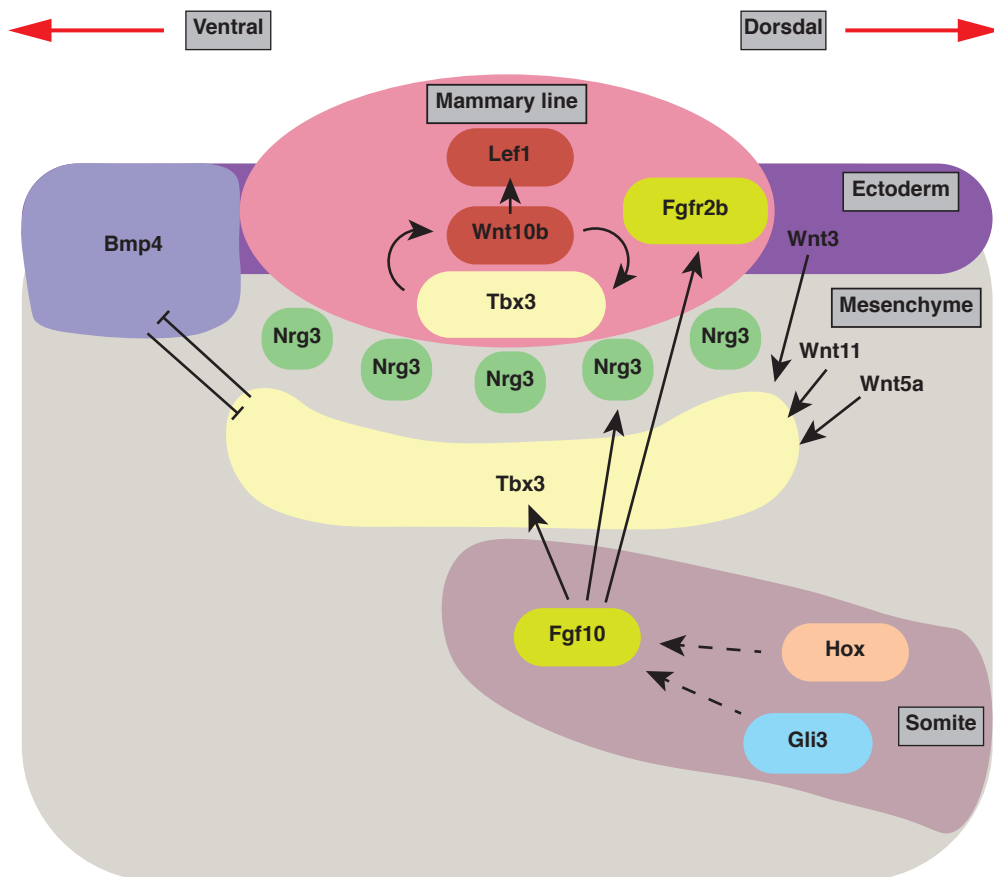 Ventral
Dorsdal
Mammary line
Lef1
Ectoderm
Fgfr2b
Wnt10b
Wnt3
Bmp4
Tbx3
Mesenchyme
Nrg3
Nrg3
Wnt11
Nrg3
Nrg3
Nrg3
Wnt5a
Tbx3
Fgf10
Hox
Somite
Gli3